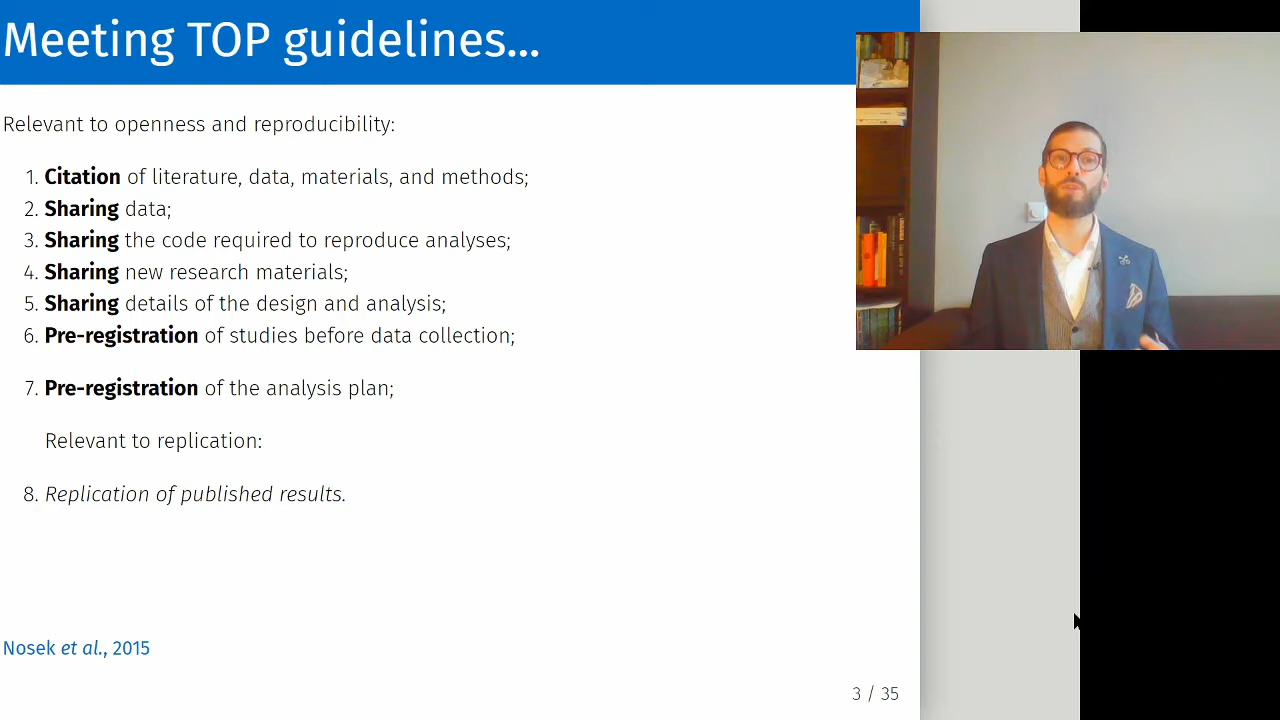 Meeting TOP guidelines...
Relevant to openness and reproducibility:
1. Citation of literature, data, materials, and methods;
2. Sharing data;
3. Sharing the code required to reproduce analyses;
4. Sharing new research materials;
5. Sharing details of the design and analysis;
6. Pre-registration of studies before data collection;
7. Pre-registration of the analysis plan;
Relevant to replication:
8. Replication of published results.
Nosek et al., 2015
3 / 35